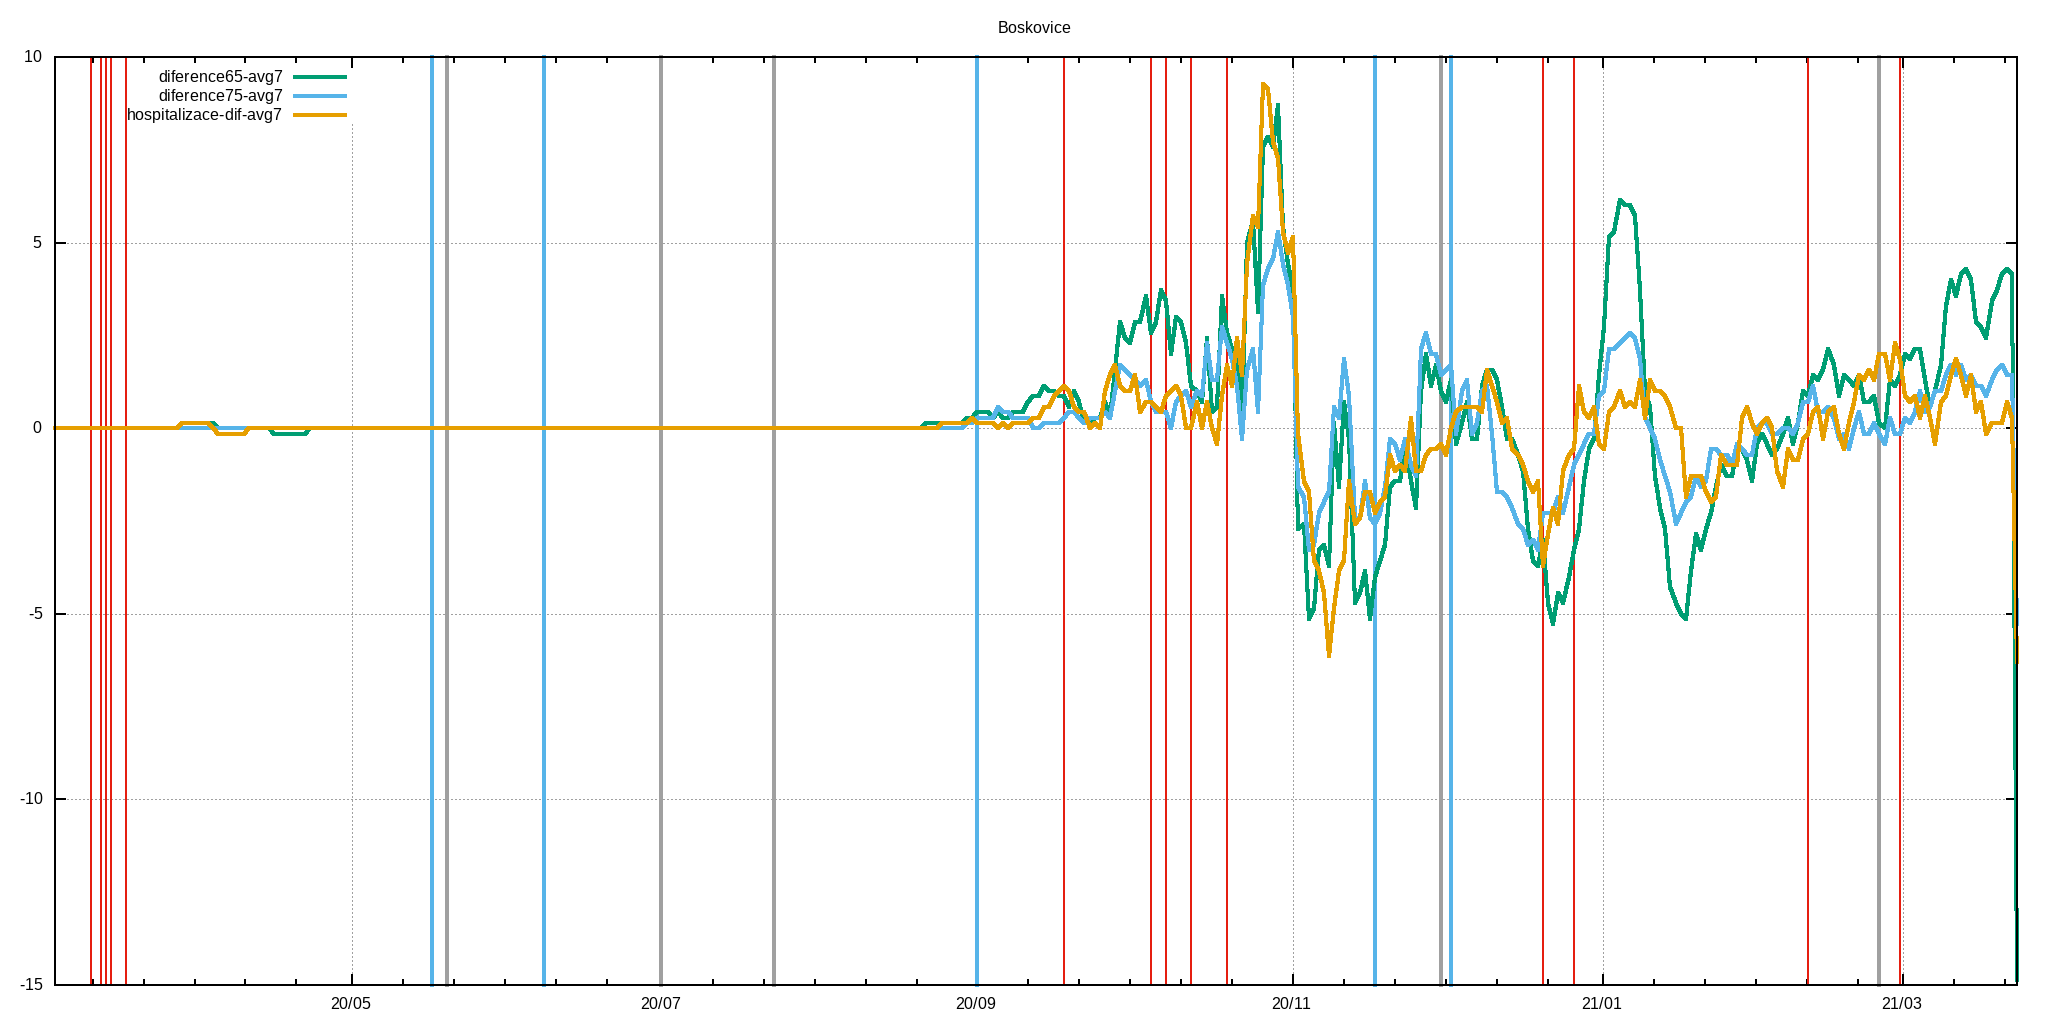 Boskovice
diference65-avg7
diference75-avg7
hospitalizace-dif-avg7
10
5
0
-5
-10
-15
20/05 20/07 20/09 20/11 21/01 21/03